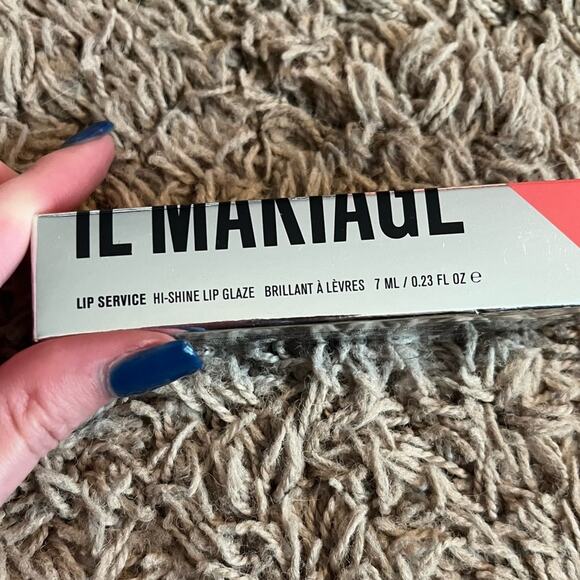 IL MAKIAGE
LIP SERVICE HI-SHINE LIP GLAZE BRILLANT À LÈVRES 7 ML / 0.23 FL OZ ℮